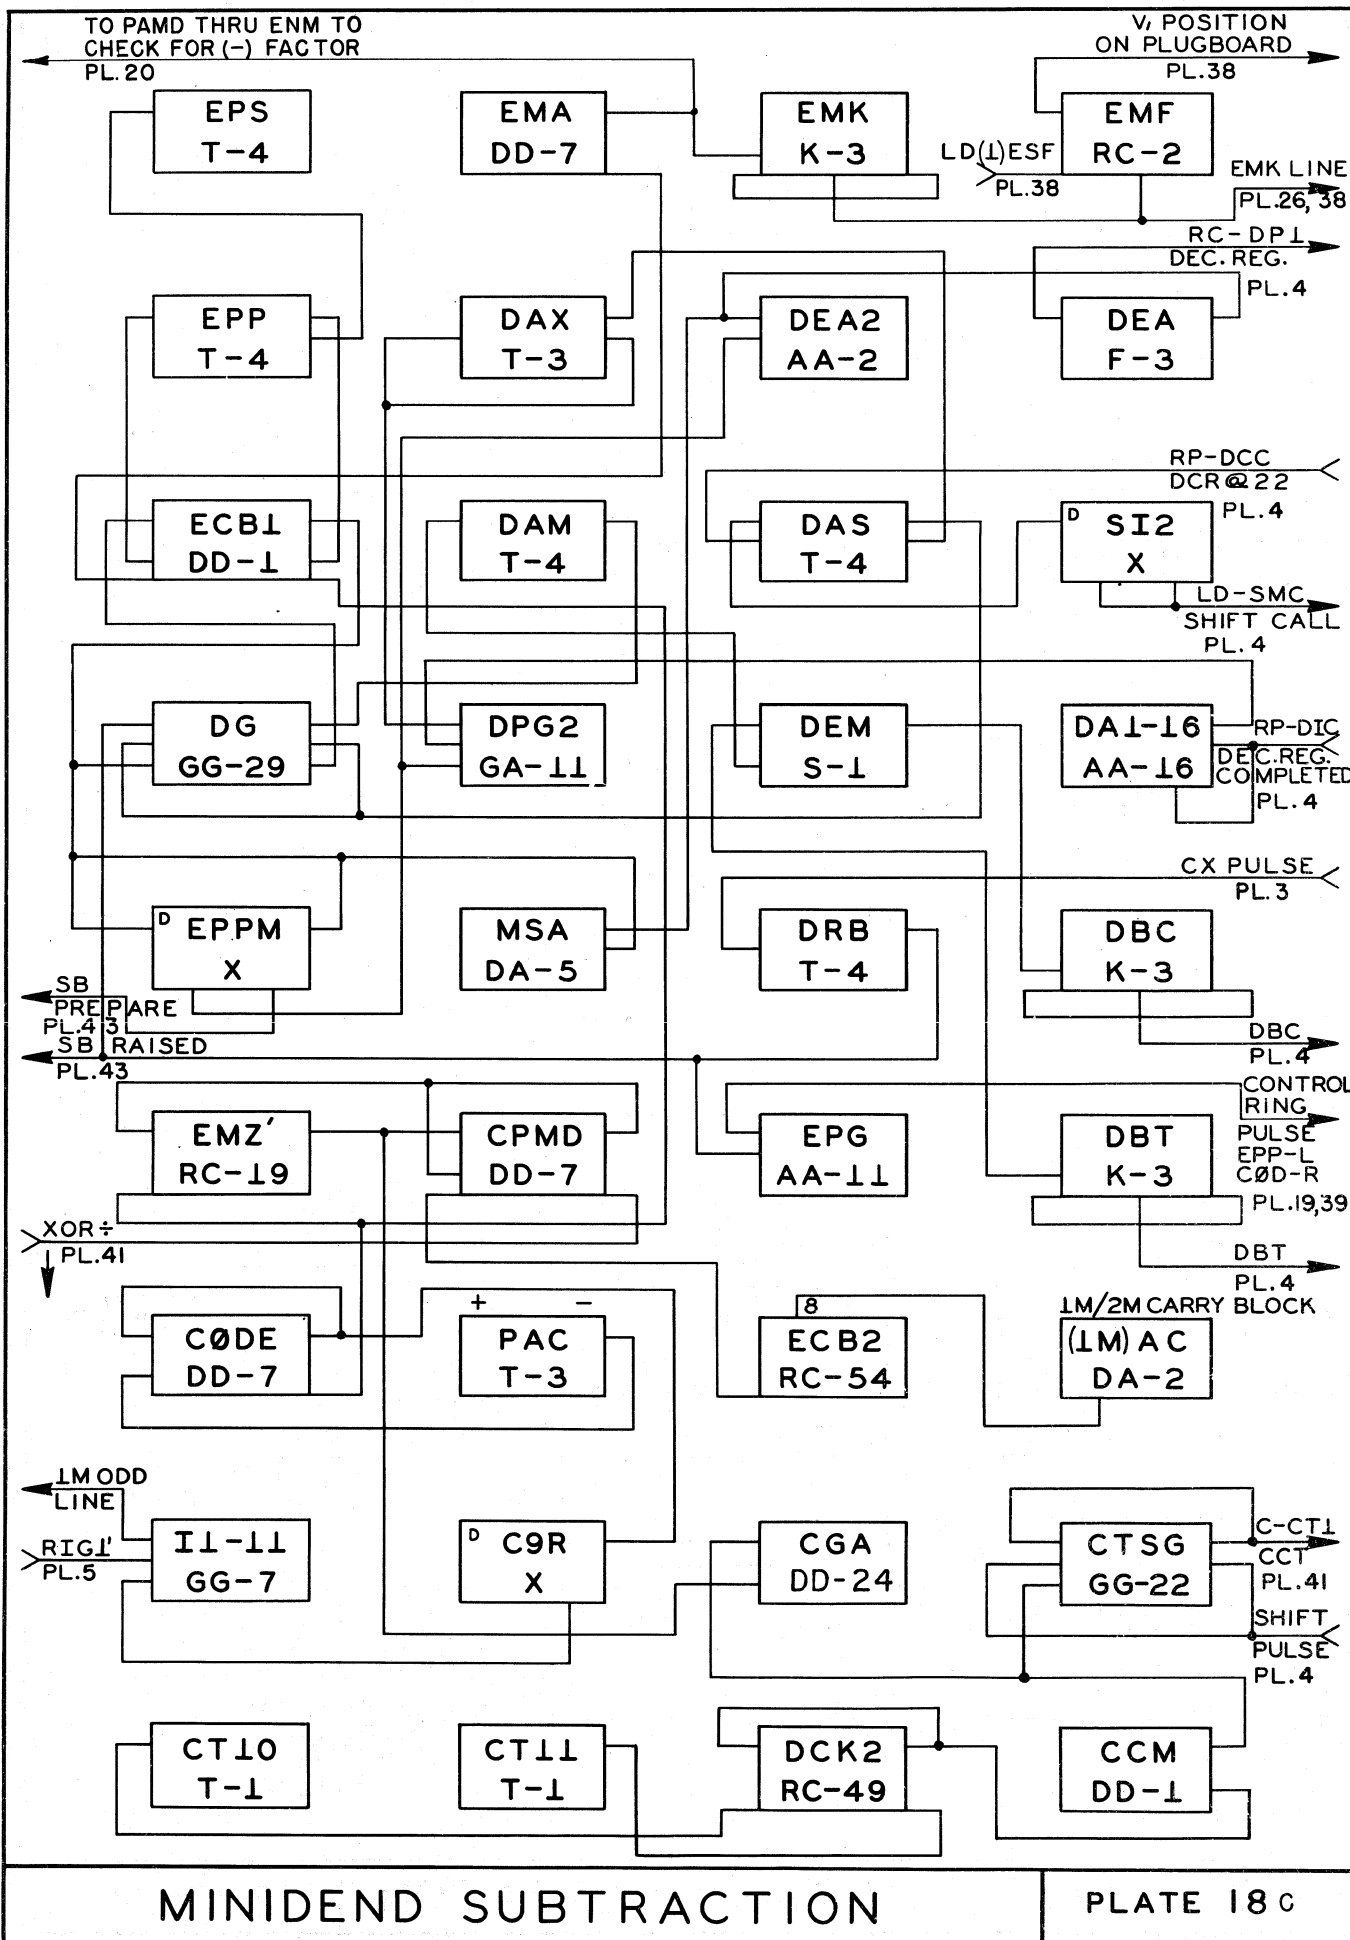 TO PAMD THRU ENM TO
CHECK FOR (-) FACTOR
PL.20
V, POSITION
ON PLUGBOARD
PL.38
EPS
T-4
EMA
DD-7
EMK
K-3
EMF
RC-2
LD(1)ESF
PL.38
EMK LINE
PL.26,38
RC-DP1
DEC.REG.
PL.4
EPP
T-4
DAX
T-3
DEA2
AA-2
DEA
F-3
RP-DCC
DCR@22
PL.4
ECB1
DD-1
DAM
T-4
DAS
T-4
D
SI2
X
LD-SMC
SHIFT CALL
PL.4
DG
GG-29
DPG2
GA-11
DEM
S-1
DA1-16
AA-16
RP-DIC
DEC.REG.
COMPLETED
PL.4
CX PULSE
PL.3
D
EPPM
X
MSA
DA-5
DRB
T-4
DBC
K-3
SB
PREPARE
PL.43
SB RAISED
PL.43
DBC
PL.4
EMZ'
RC-19
CPMD
DD-7
EPG
AA-11
DBT
K-3
CONTROL
RING
PULSE
EPP-L
CØD-R
PL.19,39
XOR÷
PL.41
DBT
PL.4
CØDE
DD-7
+ -
PAC
T-3
8
ECB2
RC-54
1M/2M CARRY BLOCK
(1M) AC
DA-2
1M ODD
LINE
RIG1'
PL.5
I1-11
GG-7
D
C9R
X
CGA
DD-24
CTSG
GG-22
C-CT1
CCT
PL.41
SHIFT
PULSE
PL.4
CT10
T-1
CT11
T-1
DCK2
RC-49
CCM
DD-1
MINIDEND SUBTRACTION
PLATE 18C